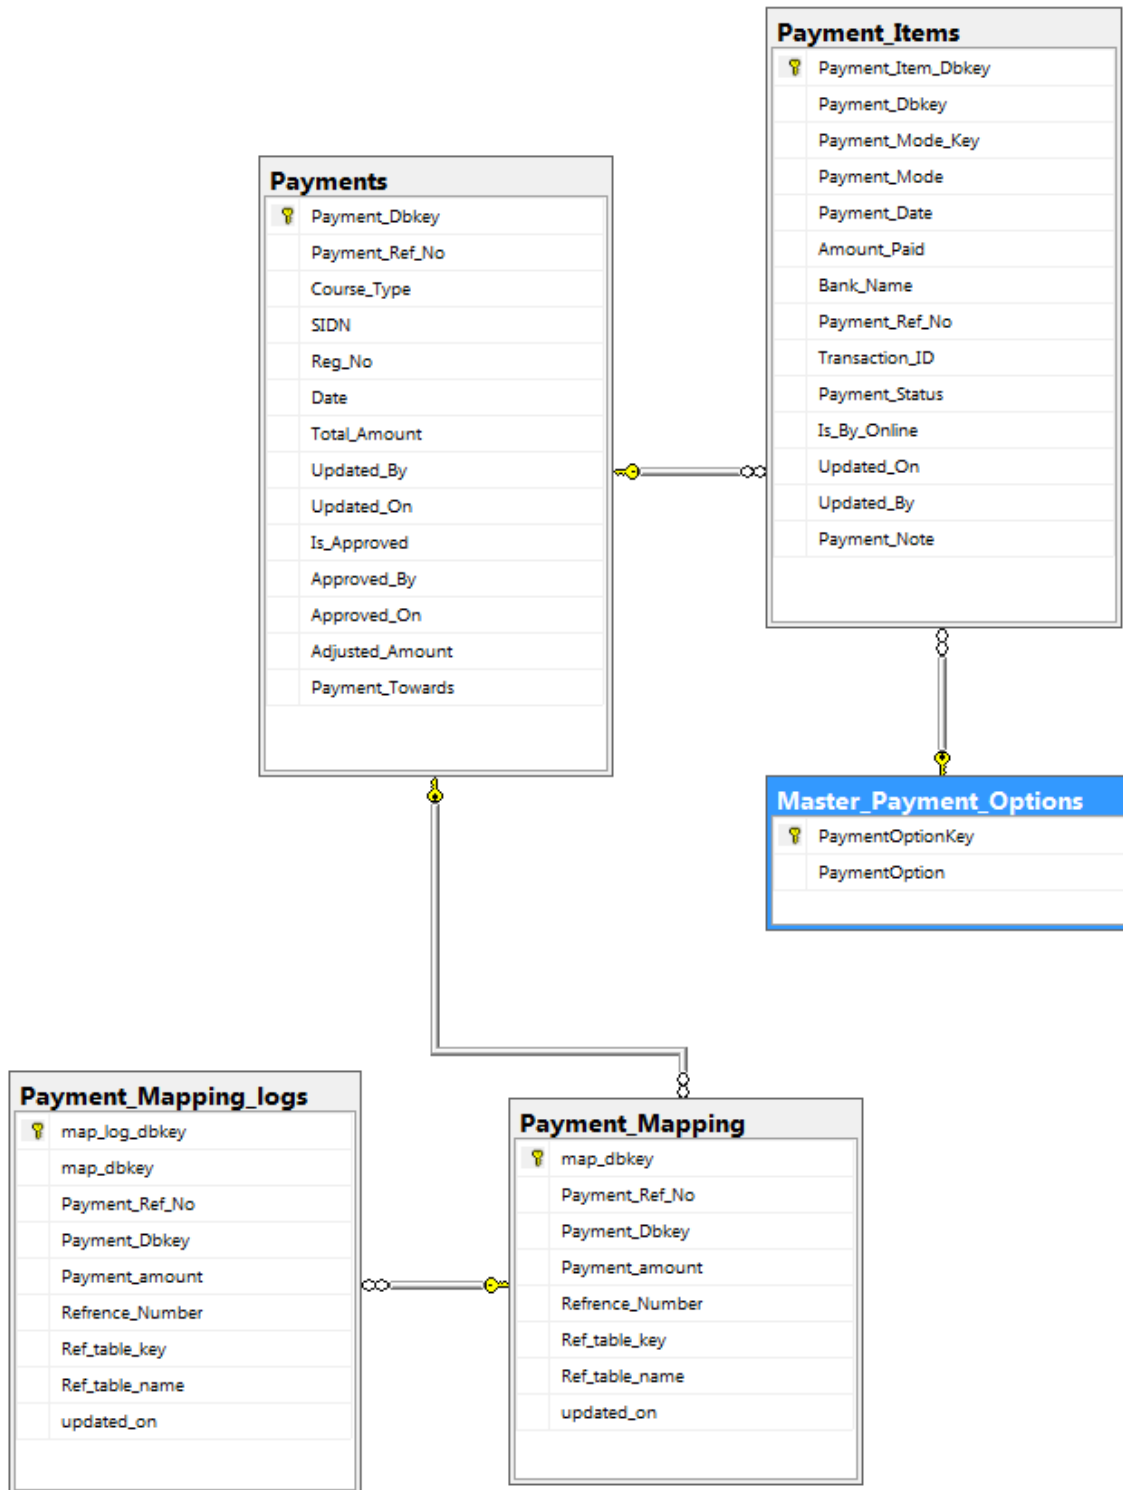 Payment_Items
Payment_Item_Dbkey
Payment_Dbkey
Payment_Mode_Key
Payment_Mode
Payment_Date
Amount_Paid
Bank_Name
Payment_Ref_No
Transaction_ID
Payment_Status
Is_By_Online
Updated_On
Updated_By
Payment_Note
Payments
Payment_Dbkey
Payment_Ref_No
Course_Type
SIDN
Reg_No
Date
Total_Amount
Updated_By
Updated_On
Is_Approved
Approved_By
Approved_On
Adjusted_Amount
Payment_Towards
Master_Payment_Options
PaymentOptionKey
PaymentOption
Payment_Mapping_logs
map_log_dbkey
map_dbkey
Payment_Ref_No
Payment_Dbkey
Payment_amount
Refrence_Number
Ref_table_key
Ref_table_name
updated_on
Payment_Mapping
map_dbkey
Payment_Ref_No
Payment_Dbkey
Payment_amount
Refrence_Number
Ref_table_key
Ref_table_name
updated_on